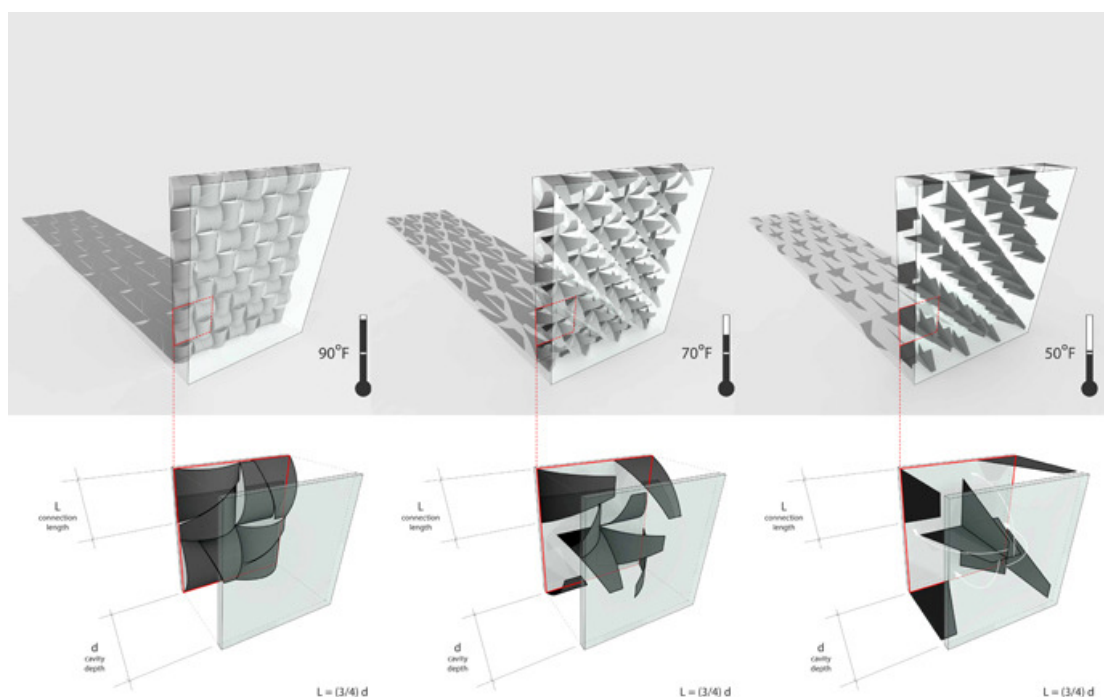 90°F
70°F
50°F
L
connection
length
L
connection
length
L
connection
length
d
cavity
depth
d
cavity
depth
d
cavity
depth
L = (3/4) d
L = (3/4) d
L = (3/4) d